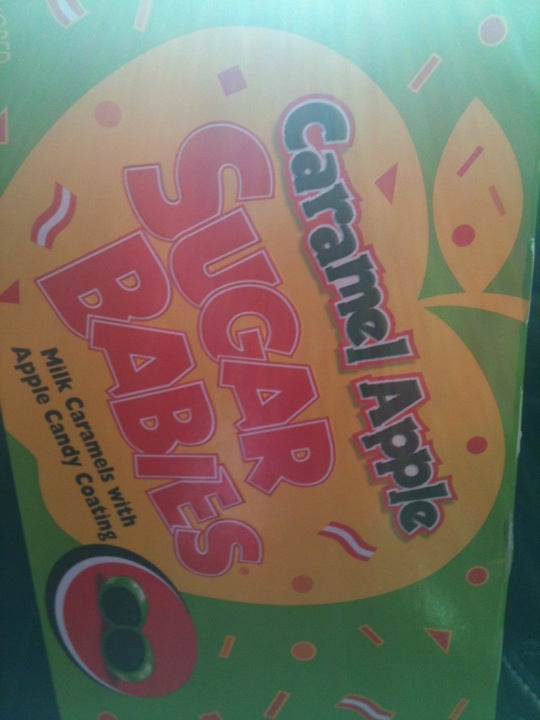 Caramel Apple
SUGAR
BABIES®
Milk Caramels with
Apple Candy Coating